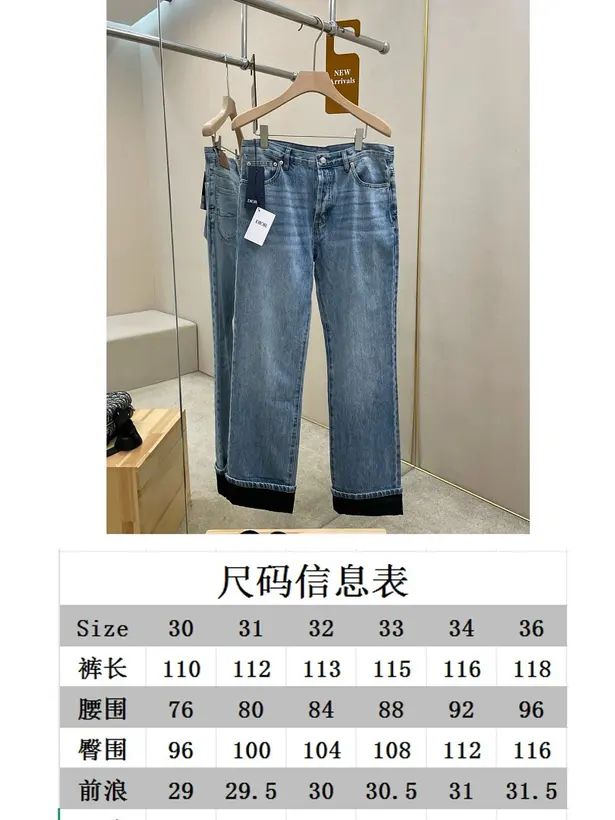 NEW
Arrivals
DIOR
DIOR
尺码信息表
Size 30 31 32 33 34 36
裤长 110 112 113 115 116 118
腰围 76 80 84 88 92 96
臀围 96 100 104 108 112 116
前浪 29 29.5 30 30.5 31 31.5